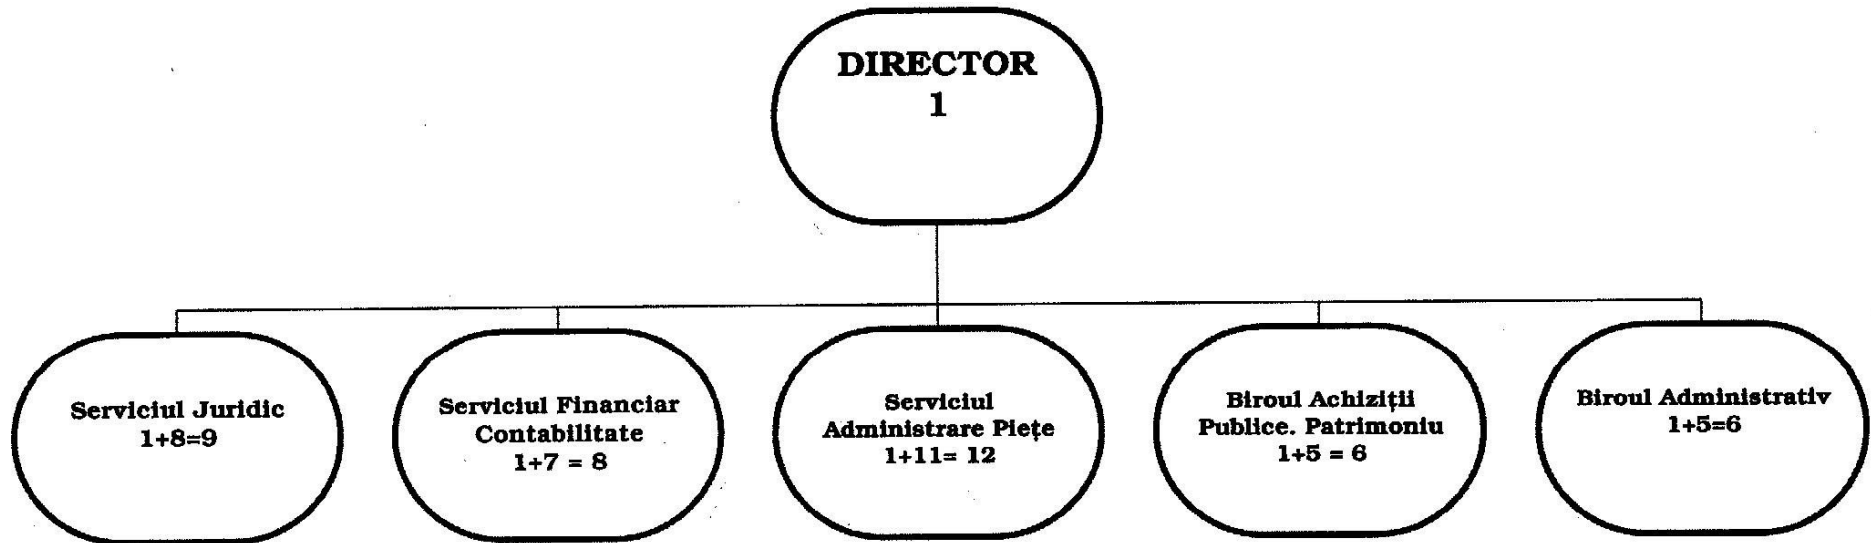 DIRECTOR
1
Serviciul Juridic
1+8=9
Serviciul Financiar
Contabilitate
1+7 = 8
Serviciul
Administrare Piețe
1+11= 12
Biroul Achiziții
Publice. Patrimoniu
1+5 = 6
Biroul Administrativ
1+5=6